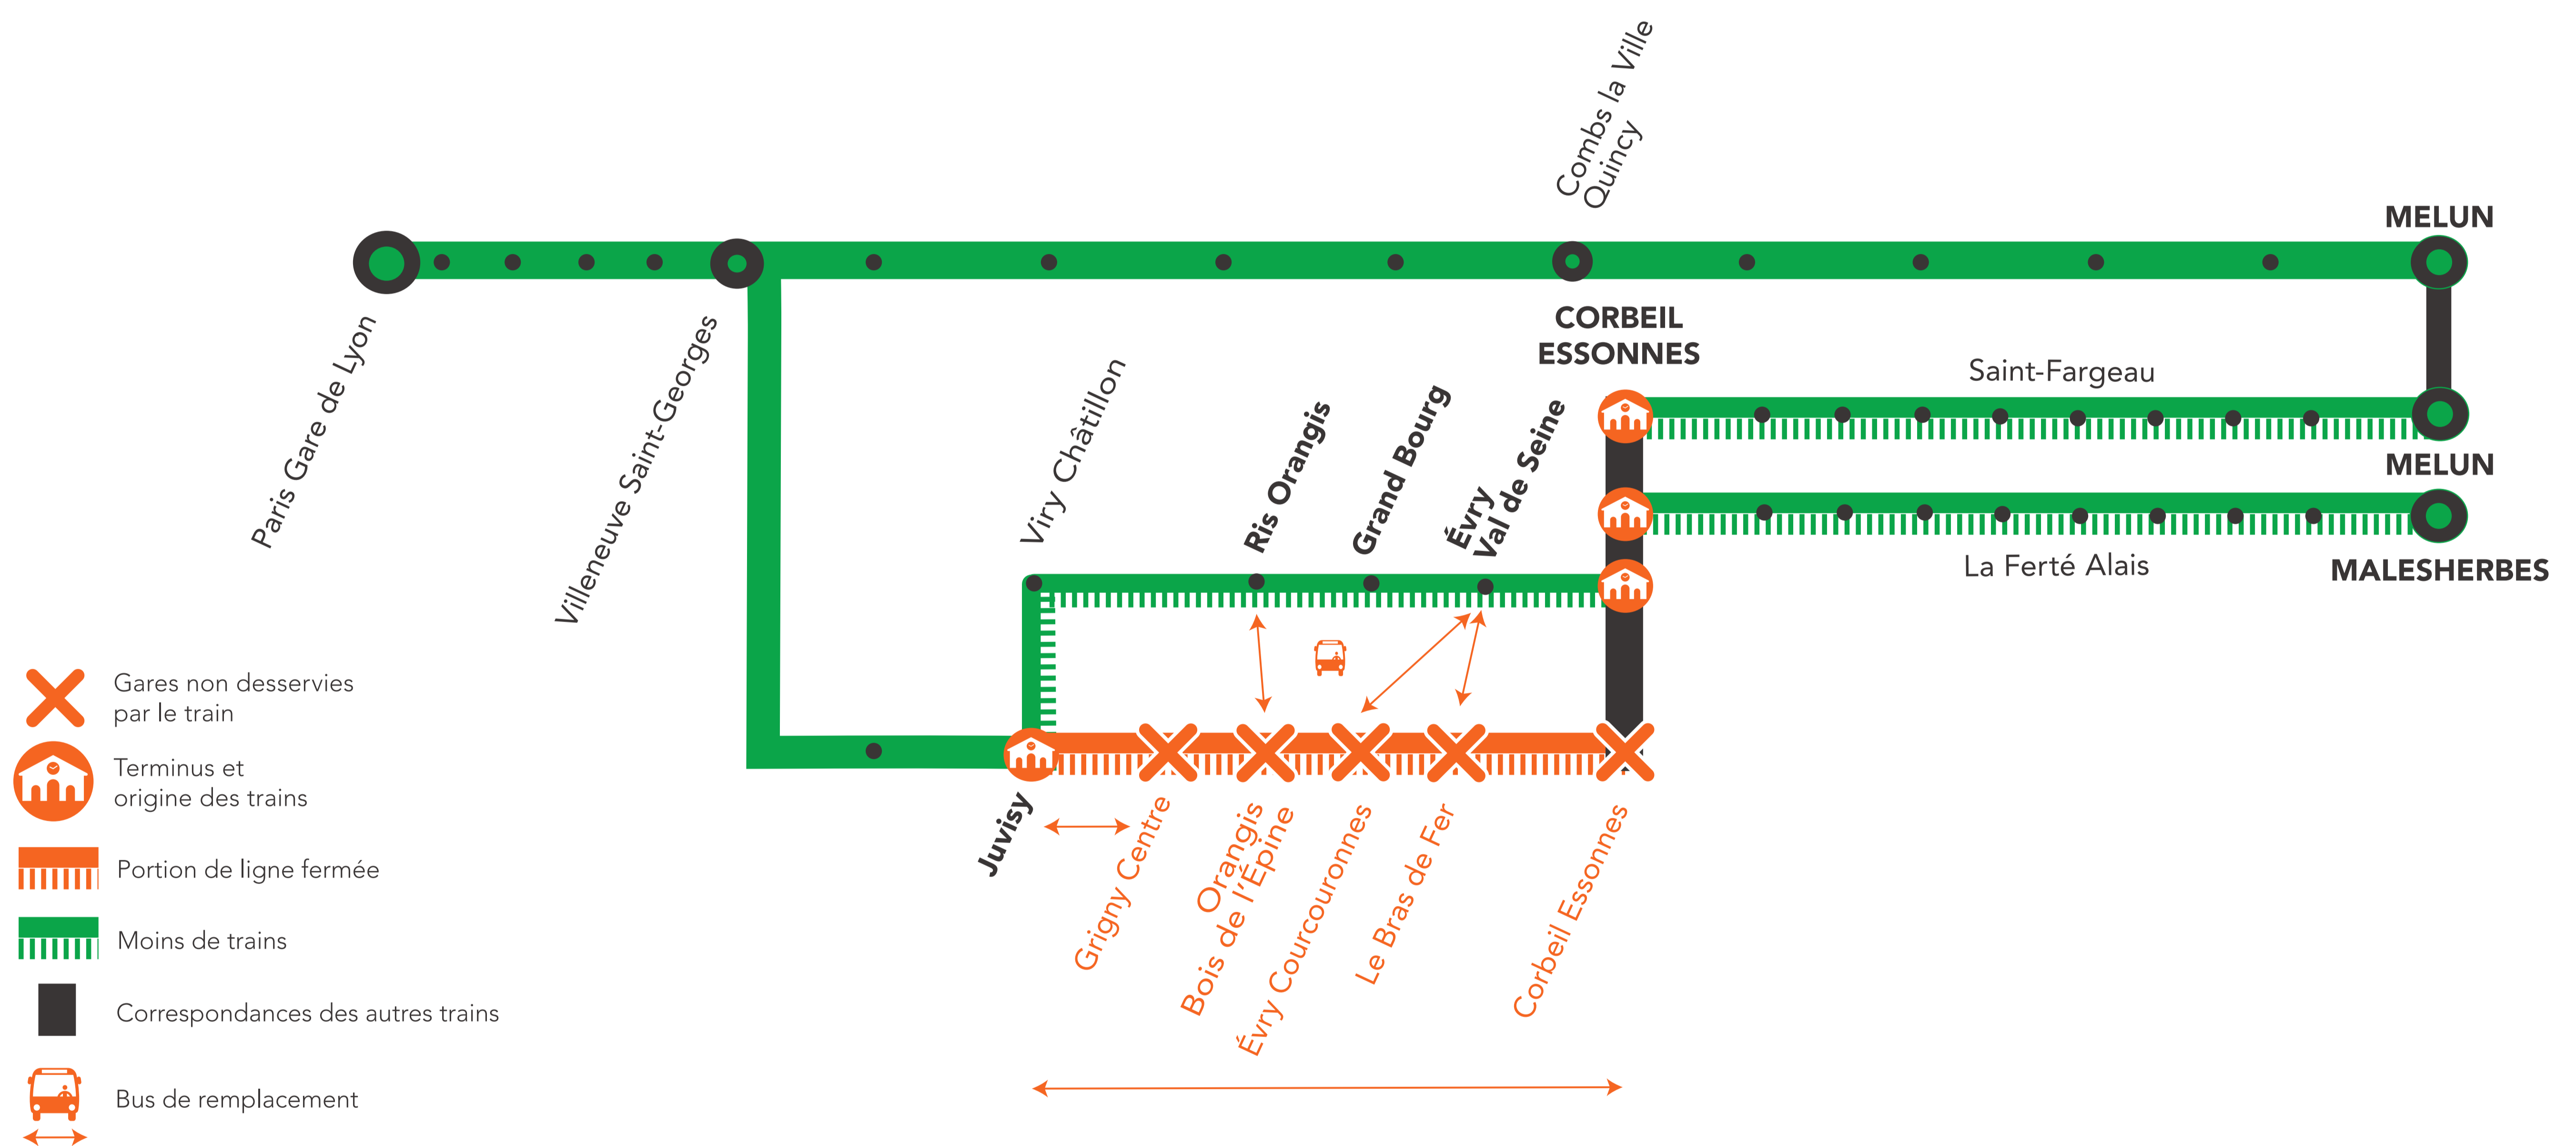 Combs la Ville
Quincy
MELUN
Paris Gare de Lyon
Villeneuve Saint-Georges
CORBEIL
ESSONNES
Saint-Fargeau
MELUN
Viry Châtillon
Ris Orangis
Grand Bourg
Évry
Val de Seine
La Ferté Alais
MALESHERBES
Juvisy
Grigny Centre
Orangis
Bois de l'Épine
Évry Courcouronnes
Le Bras de Fer
Corbeil Essonnes
Gares non desservies
par le train
Terminus et
origine des trains
Portion de ligne fermée
Moins de trains
Correspondances des autres trains
Bus de remplacement